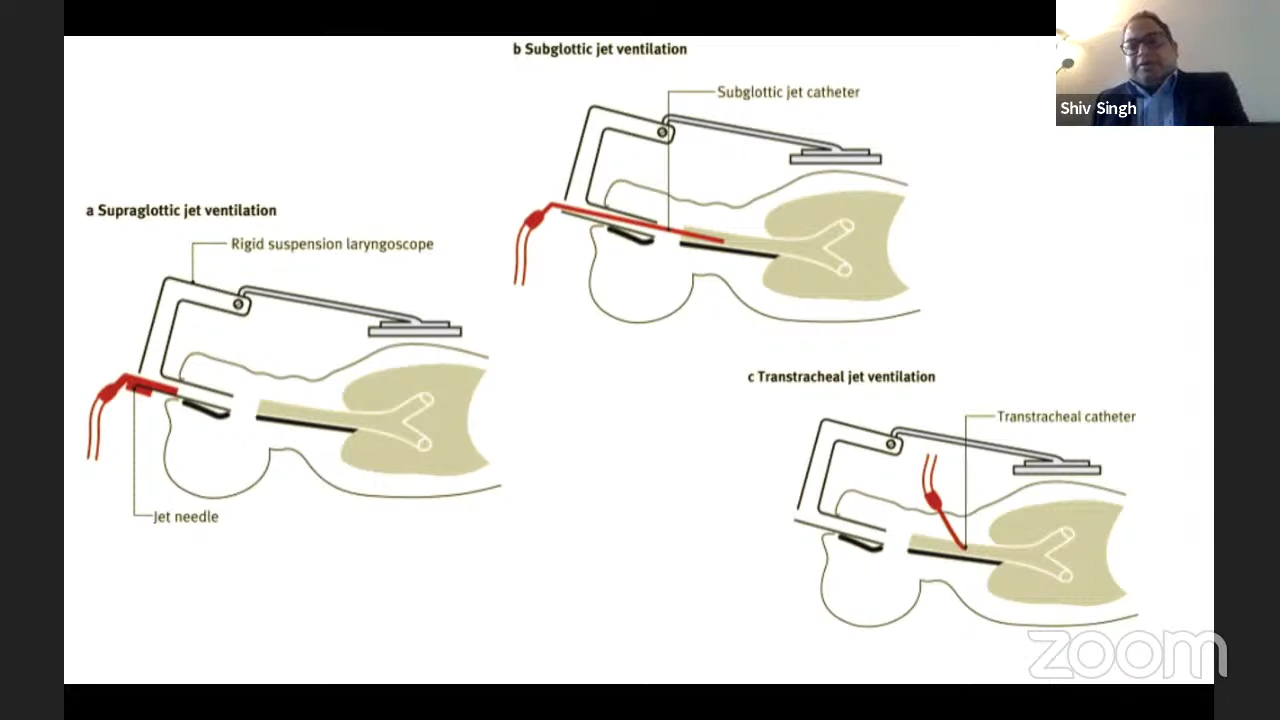 b Subglottic jet ventilation
Subglottic jet catheter
Shiv Singh
a Supraglottic jet ventilation
Rigid suspension laryngoscope
Jet needle
c Transtracheal jet ventilation
Transtracheal catheter
zoom